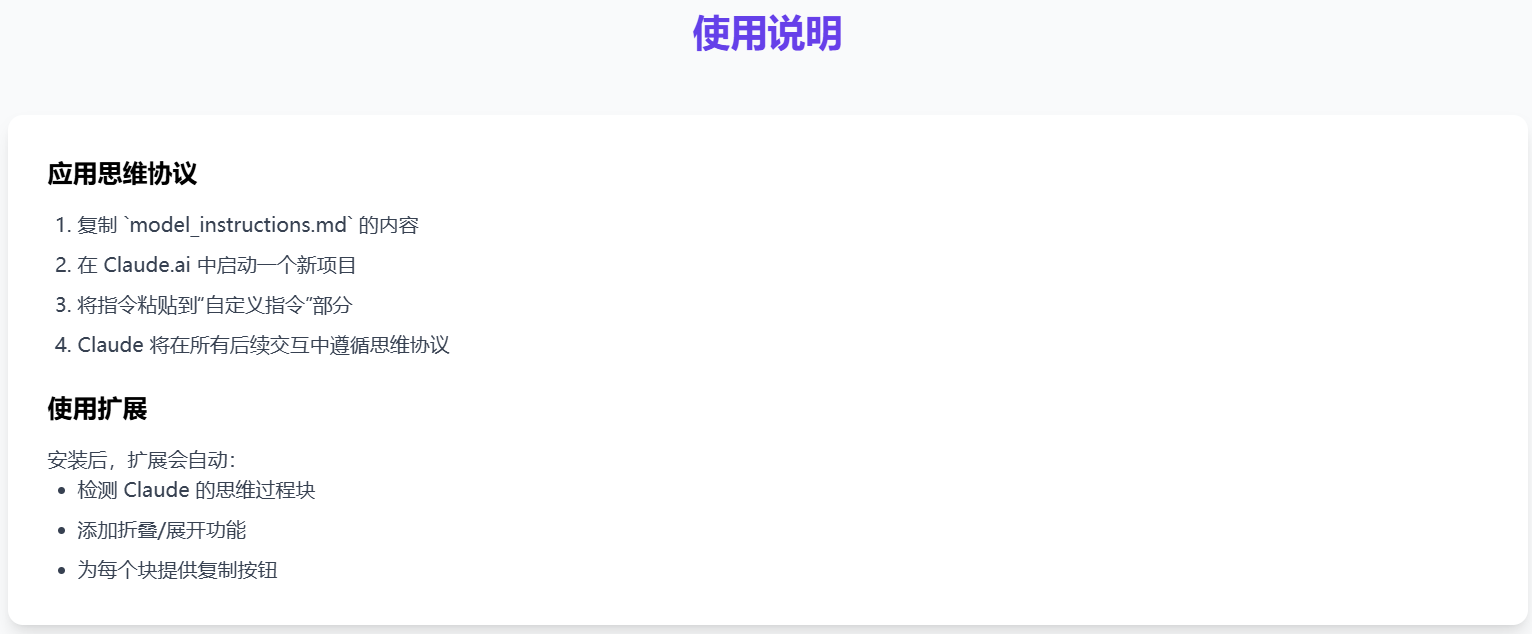 使用说明
应用思维协议
1. 复制 `model_instructions.md` 的内容
2. 在 Claude.ai 中启动一个新项目
3. 将指令粘贴到“自定义指令”部分
4. Claude 将在所有后续交互中遵循思维协议
使用扩展
安装后，扩展会自动：
• 检测 Claude 的思维过程块
• 添加折叠/展开功能
• 为每个块提供复制按钮